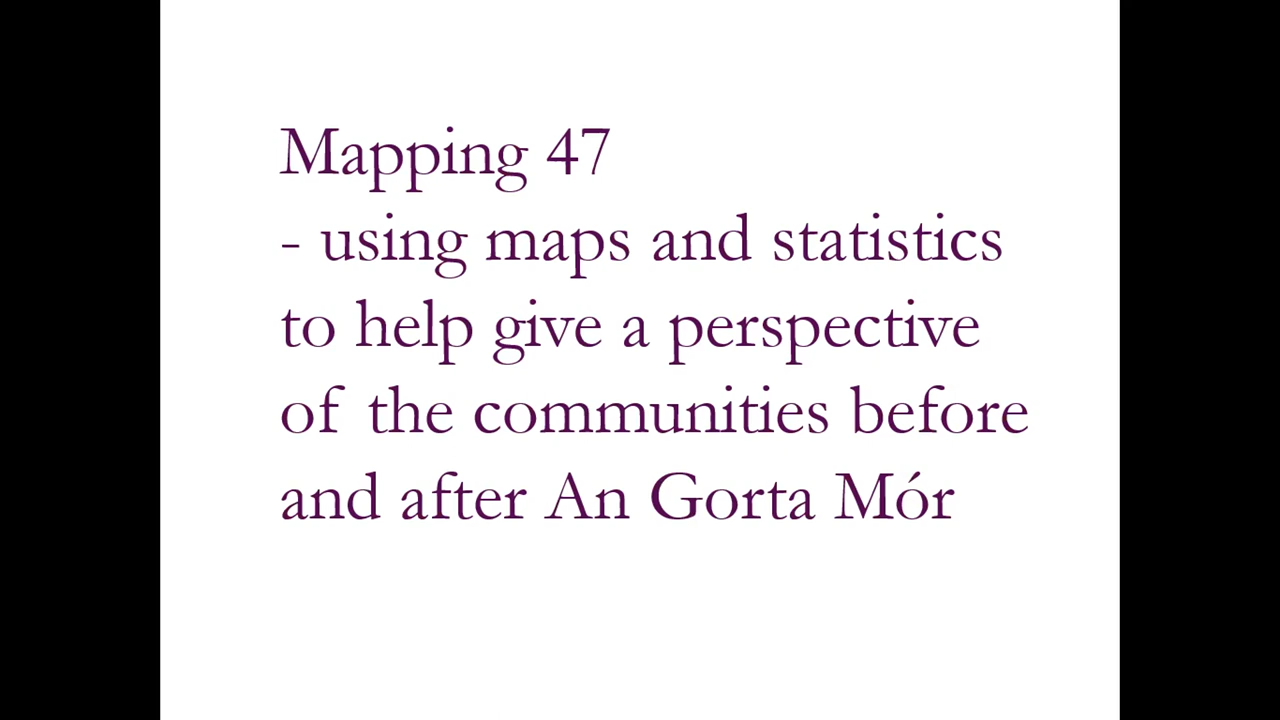 Mapping 47
- using maps and statistics
to help give a perspective
of the communities before
and after An Gorta Mór